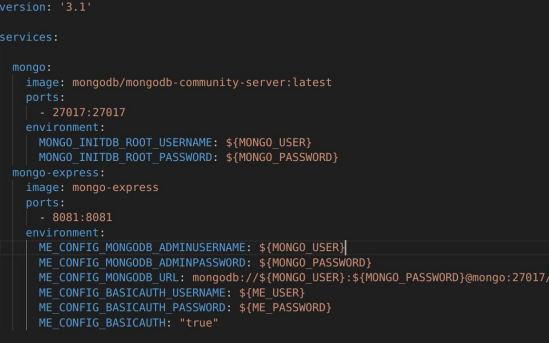 version: '3.1'
services:
mongo:
image: mongodb/mongodb-community-server:latest
ports:
- 27017:27017
environment:
MONGO_INITDB_ROOT_USERNAME: ${MONGO_USER}
MONGO_INITDB_ROOT_PASSWORD: ${MONGO_PASSWORD}
mongo-express:
image: mongo-express
ports:
- 8081:8081
environment:
ME_CONFIG_MONGODB_ADMINUSERNAME: ${MONGO_USER}
ME_CONFIG_MONGODB_ADMINPASSWORD: ${MONGO_PASSWORD}
ME_CONFIG_MONGODB_URL: mongodb://${MONGO_USER}:${MONGO_PASSWORD}@mongo:27017/
ME_CONFIG_BASICAUTH_USERNAME: ${ME_USER}
ME_CONFIG_BASICAUTH_PASSWORD: ${ME_PASSWORD}
ME_CONFIG_BASICAUTH: "true"